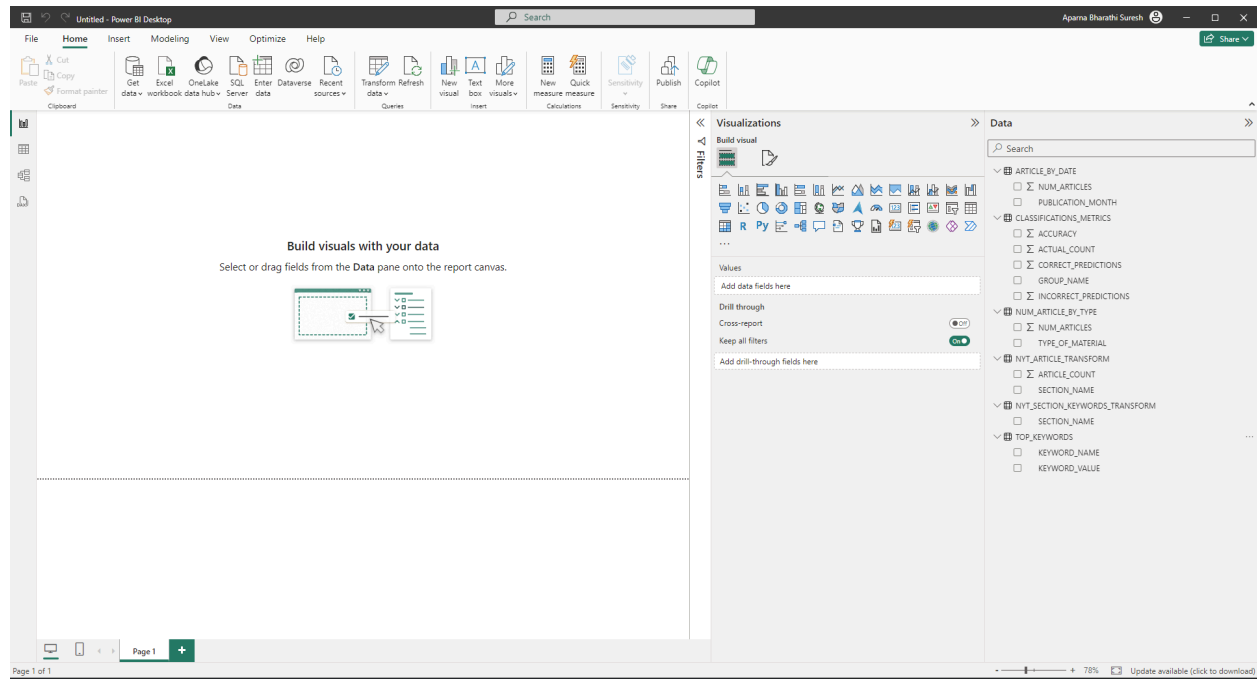 Untitled - Power BI Desktop
Search
Aparna Bharathi Suresh
File Home Insert Modeling View Optimize Help
Share
Paste
Cut
Copy
Format painter
Get data
Excel workbook
OneLake data hub
SQL Server
Enter data
Dataverse
Recent sources
Transform data
Refresh
New visual
Text box
More visuals
New measure
Quick measure
Sensitivity
Publish
Copilot
Clipboard
Data
Queries
Insert
Calculations
Sensitivity
Share
Copilot
Build visuals with your data
Select or drag fields from the Data pane onto the report canvas.
Filters
Visualizations
Build visual
R Py
123
...
Values
Add data fields here
Drill through
Cross-report
Off
Keep all filters
On
Add drill-through fields here
Data
Search
ARTICLE_BY_DATE
∑ NUM_ARTICLES
PUBLICATION_MONTH
CLASSIFICATIONS_METRICS
∑ ACCURACY
∑ ACTUAL_COUNT
∑ CORRECT_PREDICTIONS
GROUP_NAME
∑ INCORRECT_PREDICTIONS
NUM_ARTICLE_BY_TYPE
∑ NUM_ARTICLES
TYPE_OF_MATERIAL
NYT_ARTICLE_TRANSFORM
∑ ARTICLE_COUNT
SECTION_NAME
NYT_SECTION_KEYWORDS_TRANSFORM
SECTION_NAME
TOP_KEYWORDS
...
KEYWORD_NAME
KEYWORD_VALUE
Page 1
+
Page 1 of 1
- + 78%
Update available (click to download)